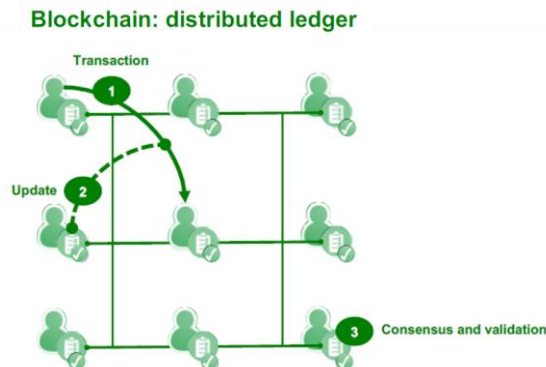 Blockchain: distributed ledger
Transaction
1
Update 2
3 Consensus and validation